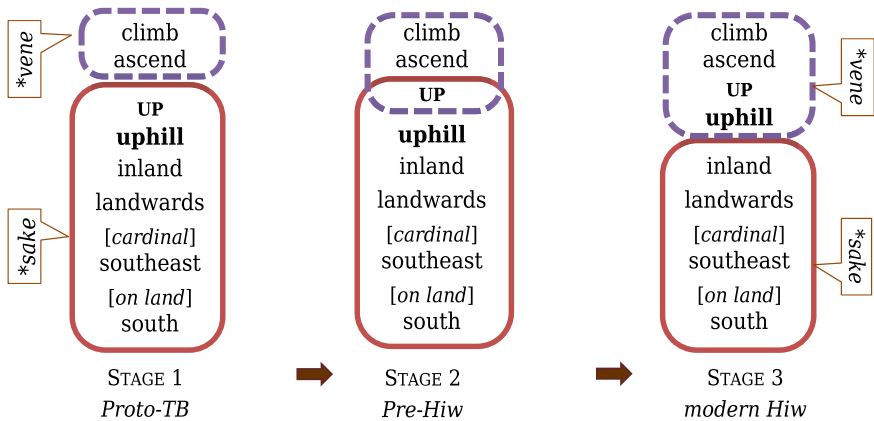 *vene
climb
ascend
UP
uphill
inland
landwards
[cardinal]
southeast
[on land]
south
*sake
STAGE 1
Proto-TB
climb
ascend
UP
uphill
inland
landwards
[cardinal]
southeast
[on land]
south
STAGE 2
Pre-Hiw
climb
ascend
UP
uphill
*vene
inland
landwards
[cardinal]
southeast
[on land]
south
*sake
STAGE 3
modern Hiw